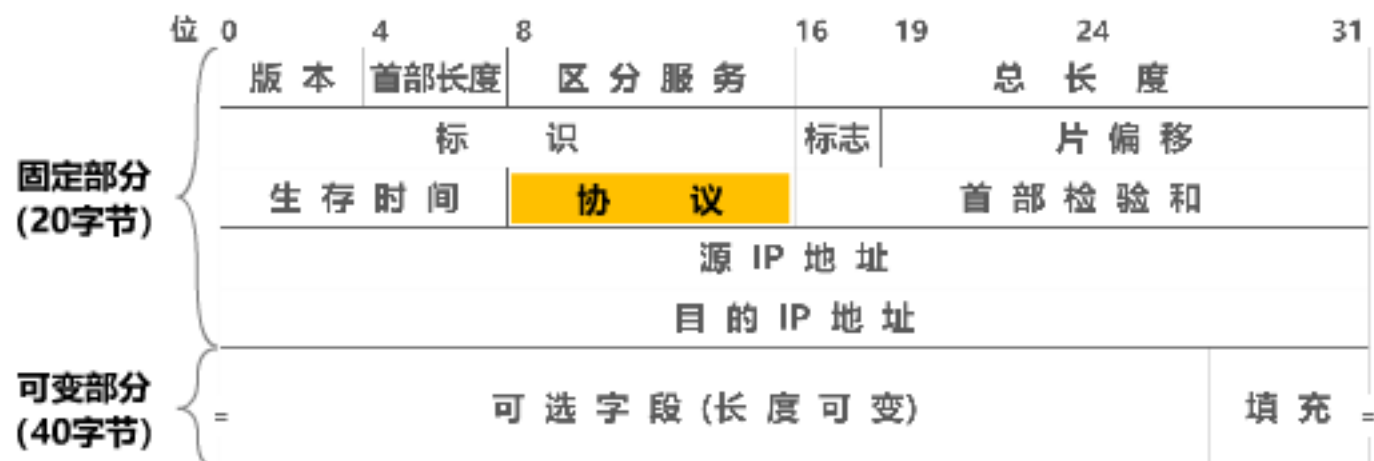 位 0 4 8 16 19 24 31
版 本 首部长度 区 分 服 务 总 长 度
标 识 标志 片 偏 移
固定部分
(20字节)
生 存 时 间 协 议 首 部 检 验 和
源 IP 地 址
目 的 IP 地 址
可变部分
(40字节)
= 可 选 字 段 (长 度 可 变) 填 充 =